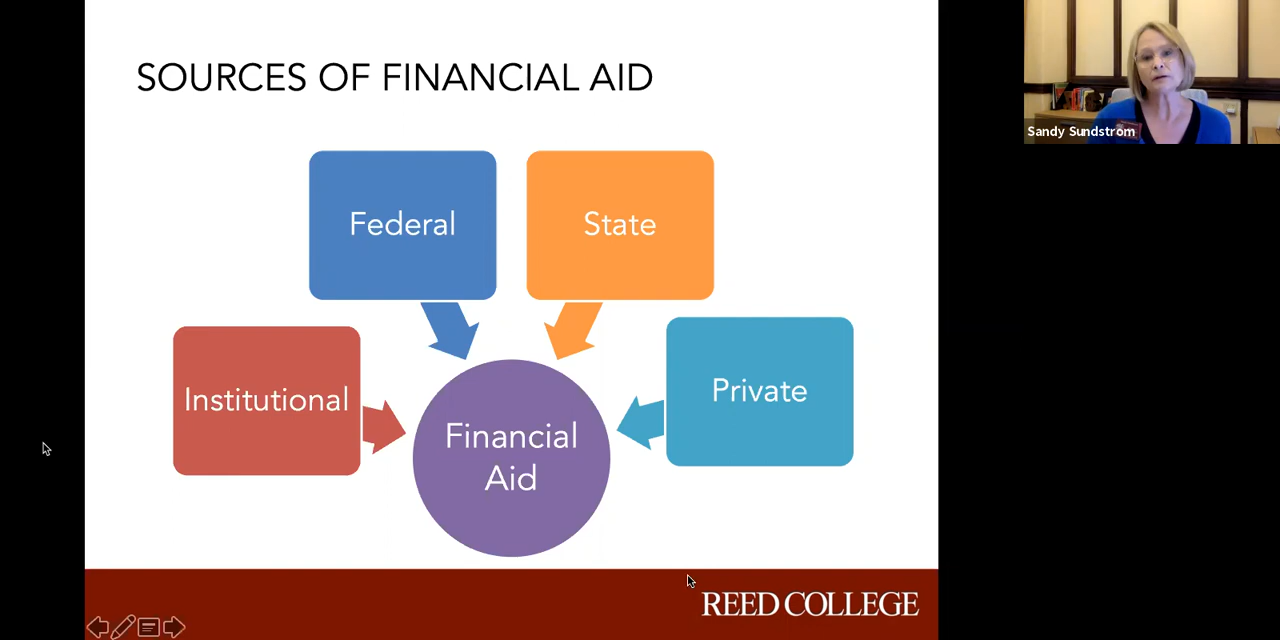 SOURCES OF FINANCIAL AID
Federal
State
Institutional
Private
Financial
Aid
REED COLLEGE
Sandy Sundstrom